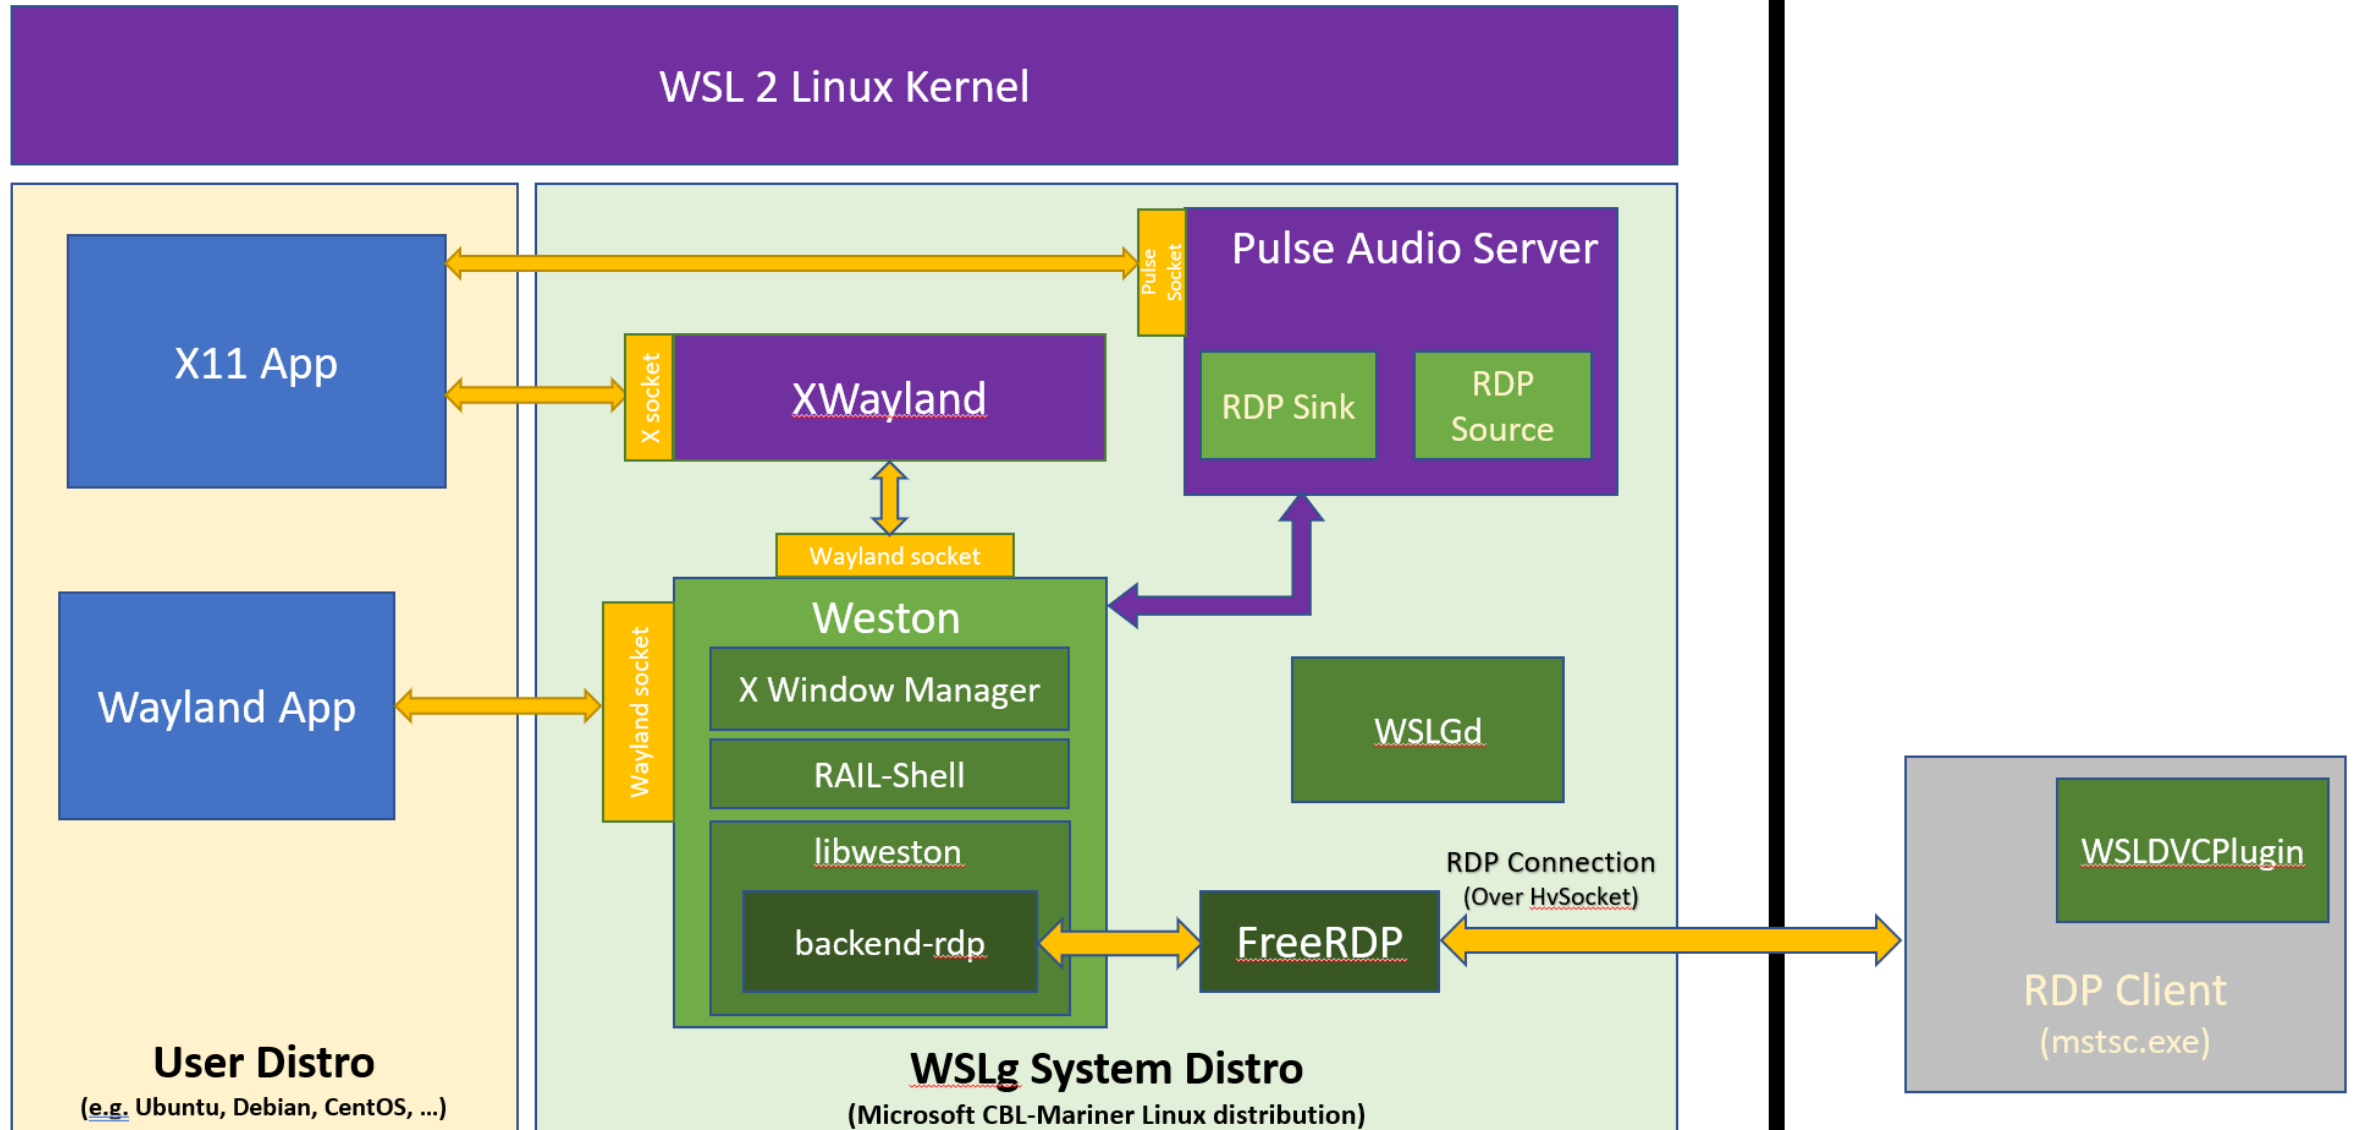 WSL 2 Linux Kernel
X11 App
Pulse
Socket
Pulse Audio Server
RDP Sink
RDP
Source
X socket
XWayland
Wayland socket
Wayland App
Wayland socket
Weston
X Window Manager
RAIL-Shell
libweston
backend-rdp
WSLGd
FreeRDP
RDP Connection
(Over HvSocket)
WSLDVCPlugin
RDP Client
(mstsc.exe)
User Distro
(e.g. Ubuntu, Debian, CentOS, ...)
WSLg System Distro
(Microsoft CBL-Mariner Linux distribution)